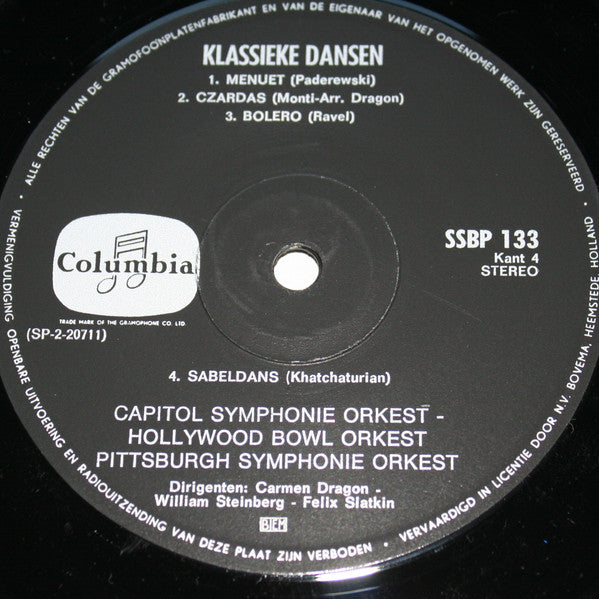 ALLE RECHTEN VAN DE GRAMOFOONPLATENFABRIKANT EN VAN DE EIGENAAR VAN HET OPGENOMEN WERK ZIJN GERESERVEERD
KLASSIEKE DANSEN
1. MENUET (Paderewski)
2. CZARDAS (Monti-Arr. Dragon)
3. BOLERO (Ravel)
Columbia
TRADE MARK OF THE GRAMOPHONE CO. LTD.
(SP-2-20711)
SSBP 133
Kant 4
STEREO
4. SABELDANS (Khatchaturian)
CAPITOL SYMPHONIE ORKEST -
HOLLYWOOD BOWL ORKEST
PITTSBURGH SYMPHONIE ORKEST
Dirigenten: Carmen Dragon -
William Steinberg - Felix Slatkin
BIEM
VERMENIGVULDIGING OPENBARE UITVOERING EN RADIOUITZENDING VAN DEZE PLAAT ZIJN VERBODEN • VERVAARDIGD IN LICENTIE DOOR N.V. BOVEMA, HEEMSTEDE, HOLLAND •